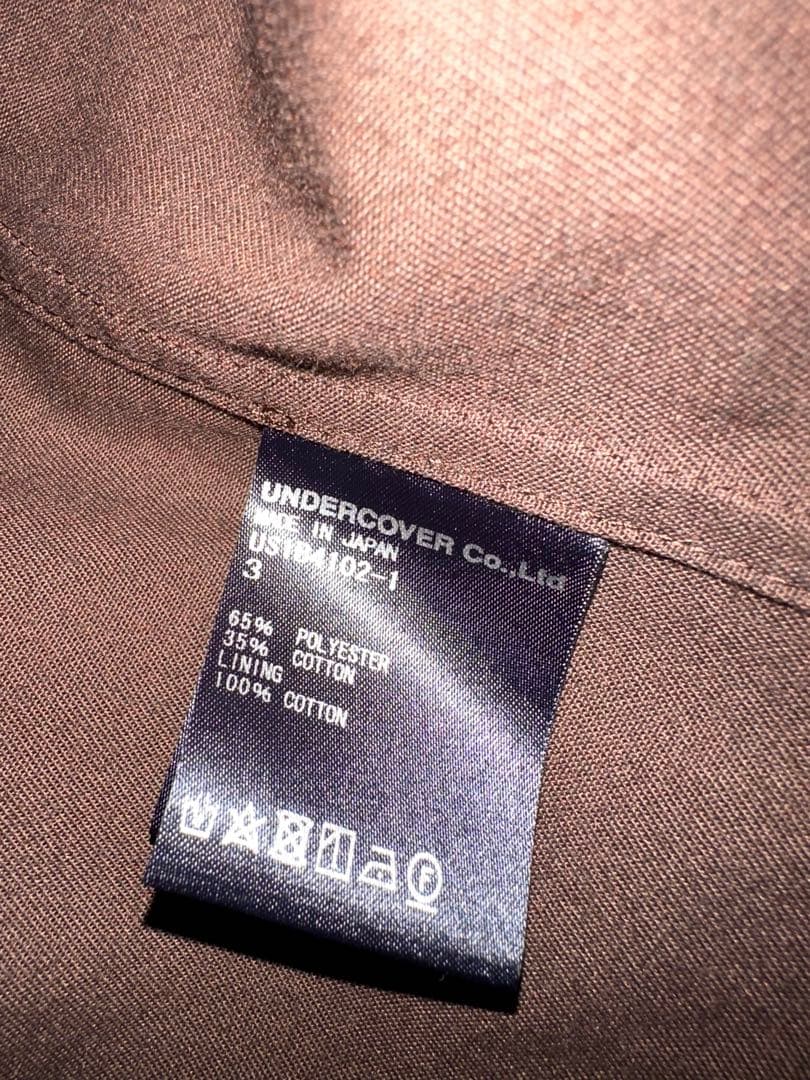 UNDERCOVER Co.,Ltd
MADE IN JAPAN
3
65% POLYESTER
35% COTTON
LINING
100% COTTON
F